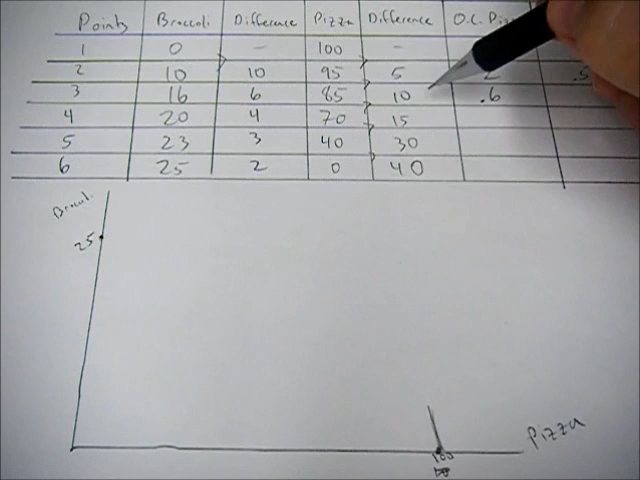 Points Broccoli Difference Pizza Difference O.C. Pizza
1 0 - 100 -
2 10 10 95 5 2 .5
3 16 6 85 10 .6
4 20 4 70 15
5 23 3 40 30
6 25 2 0 40
Broccoli
25
Pizza
100